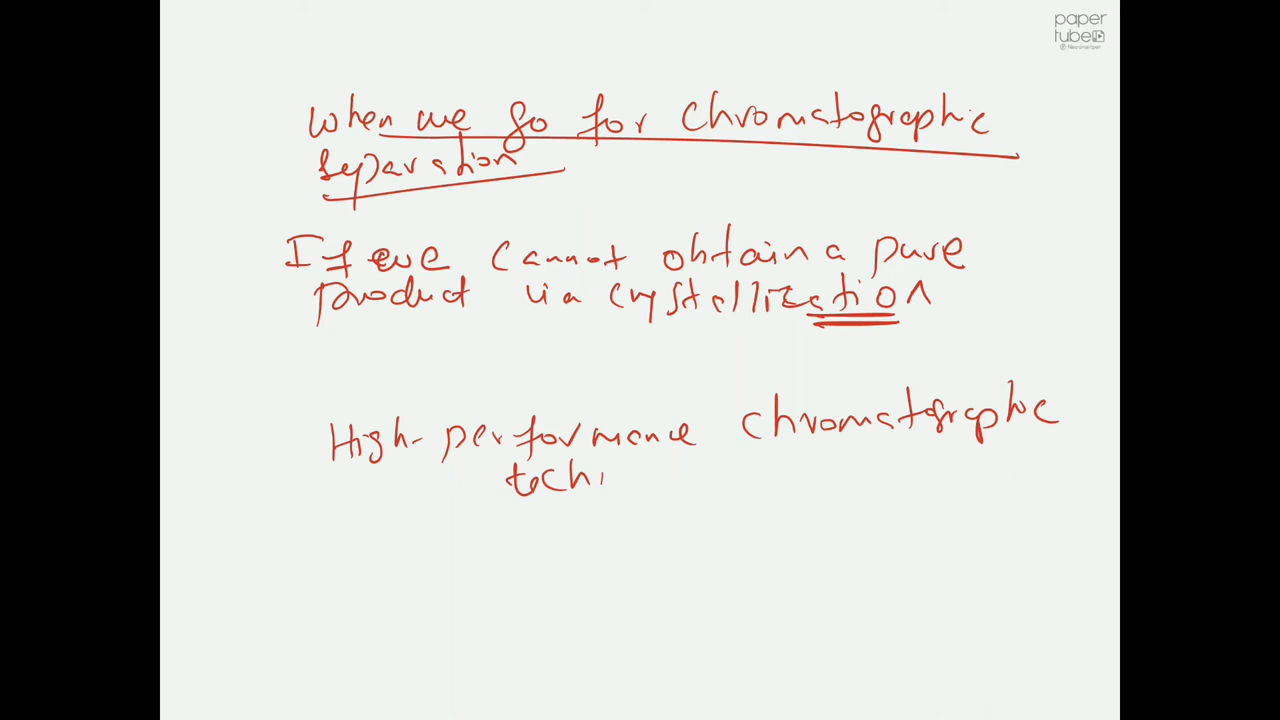 paper
tube
When we go for chromatographic
separation
If we cannot obtain a pure
product via crystallization
High-performance chromatographic
tech